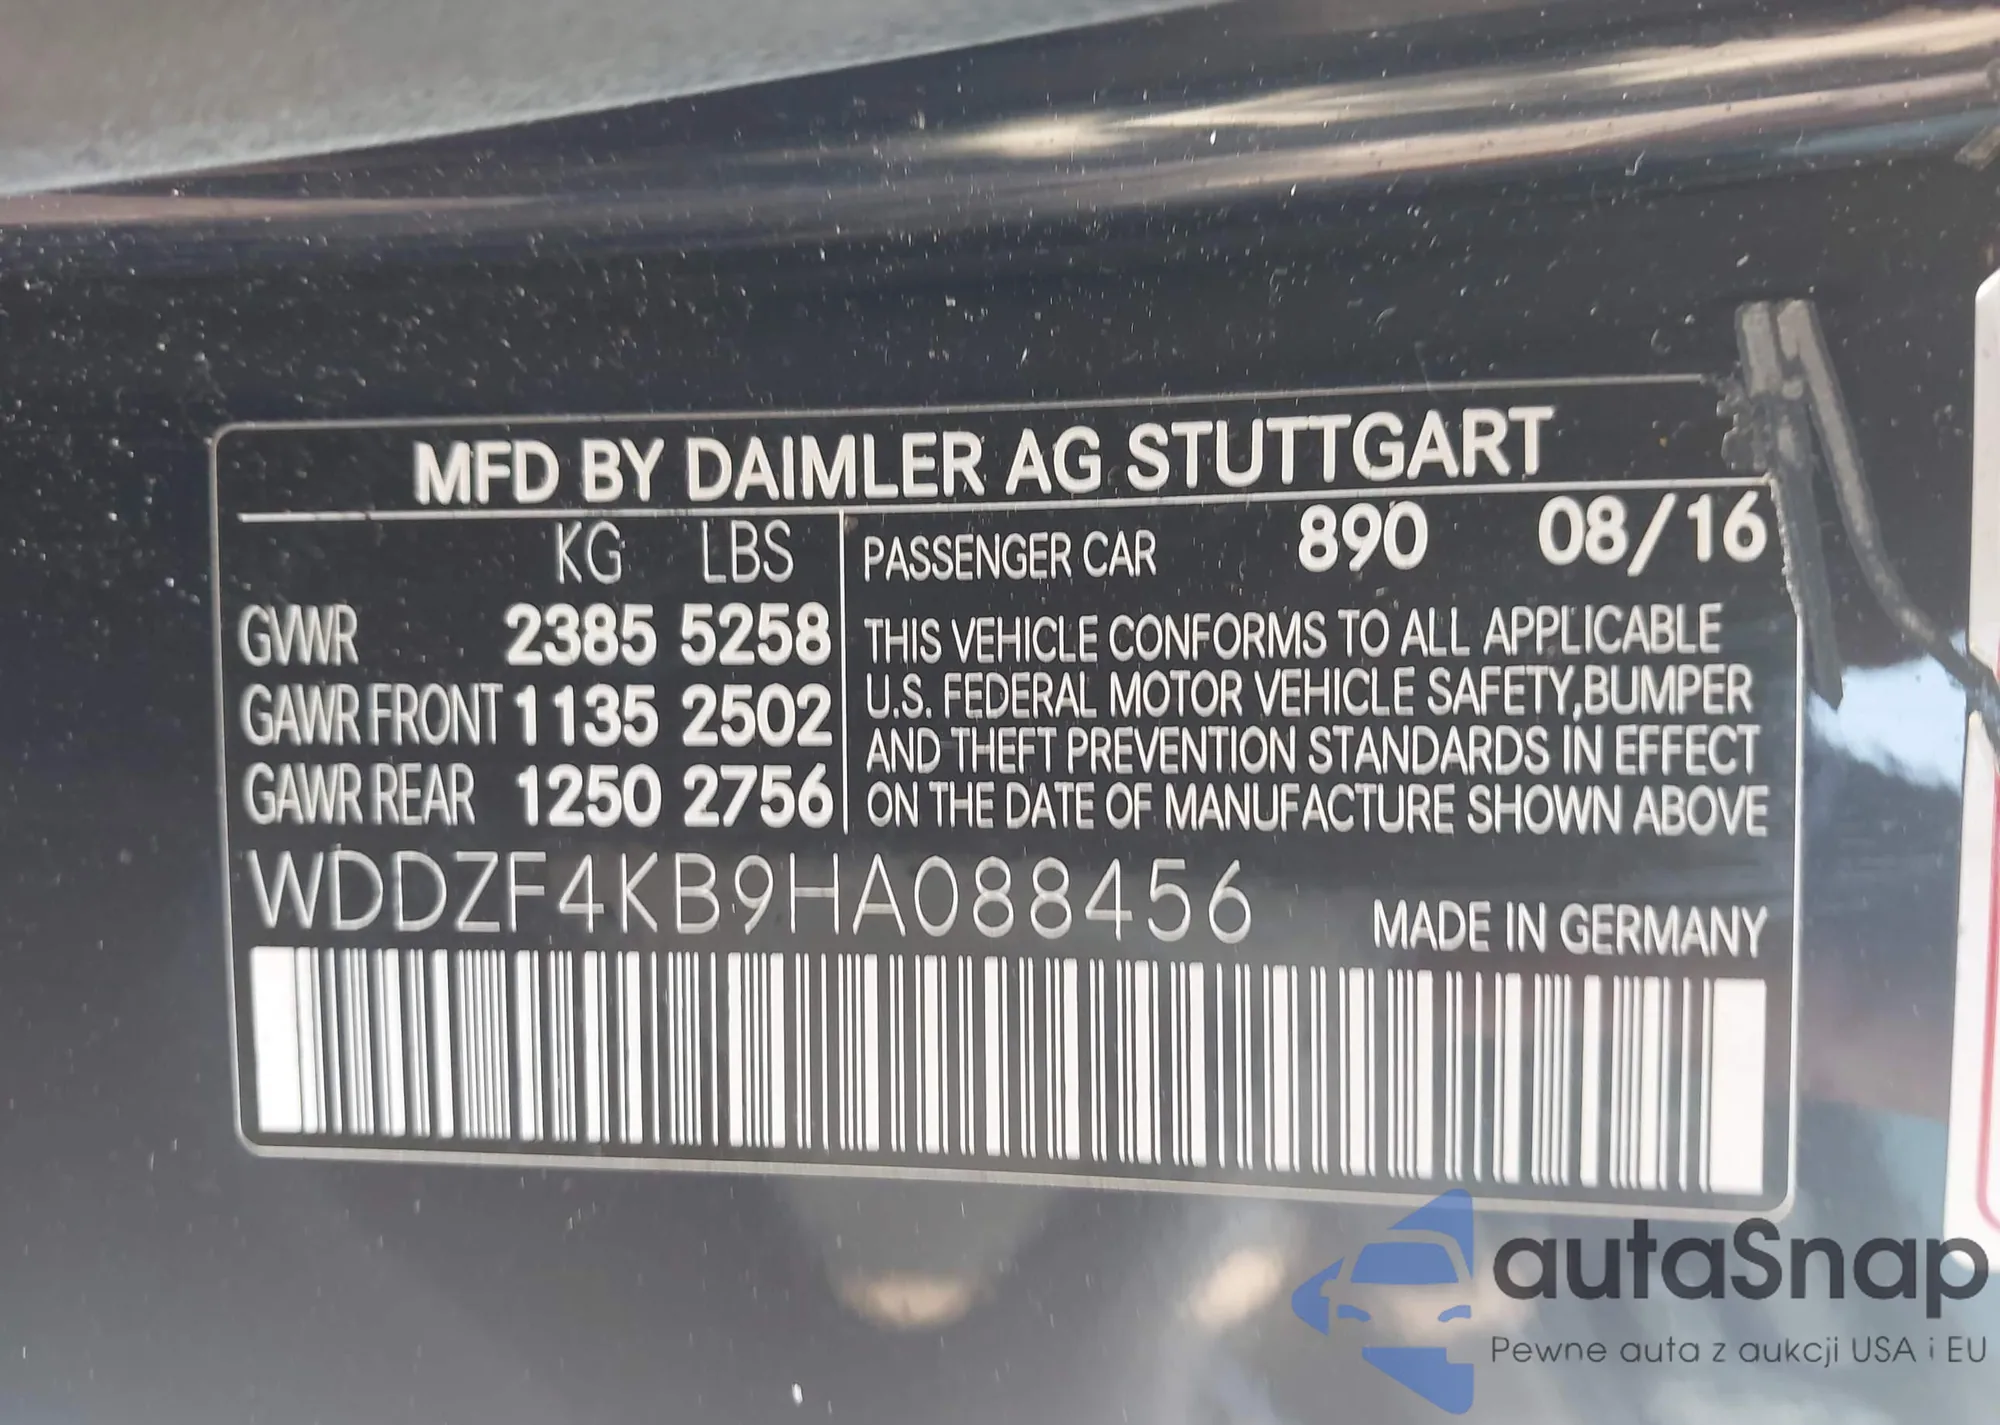 MFD BY DAIMLER AG STUTTGART
KG LBS
GVWR 2385 5258
GAWR FRONT 1135 2502
GAWR REAR 1250 2756
PASSENGER CAR 890 08/16
THIS VEHICLE CONFORMS TO ALL APPLICABLE
U.S. FEDERAL MOTOR VEHICLE SAFETY,BUMPER
AND THEFT PREVENTION STANDARDS IN EFFECT
ON THE DATE OF MANUFACTURE SHOWN ABOVE
WDDZF4KB9HA088456
MADE IN GERMANY
autaSnap
Pewne auta z aukcji USA i EU